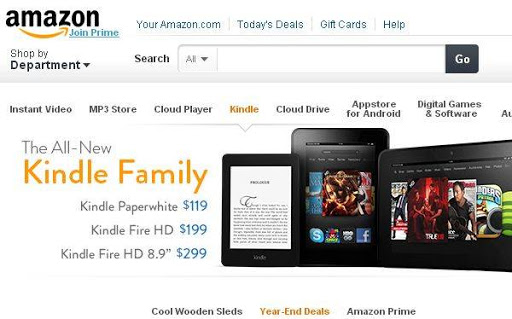 amazon
Join Prime
Your Amazon.com
Today's Deals
Gift Cards
Help
Shop by
Department
Search
All
Go
Instant Video
MP3 Store
Cloud Player
Kindle
Cloud Drive
Appstore
for Android
Digital Games
& Software
Au
The All-New
Kindle Family
Kindle Paperwhite $119
Kindle Fire HD $199
Kindle Fire HD 8.9" $299
PROLOGUE
kindle
Cool Wooden Sleds
Year-End Deals
Amazon Prime